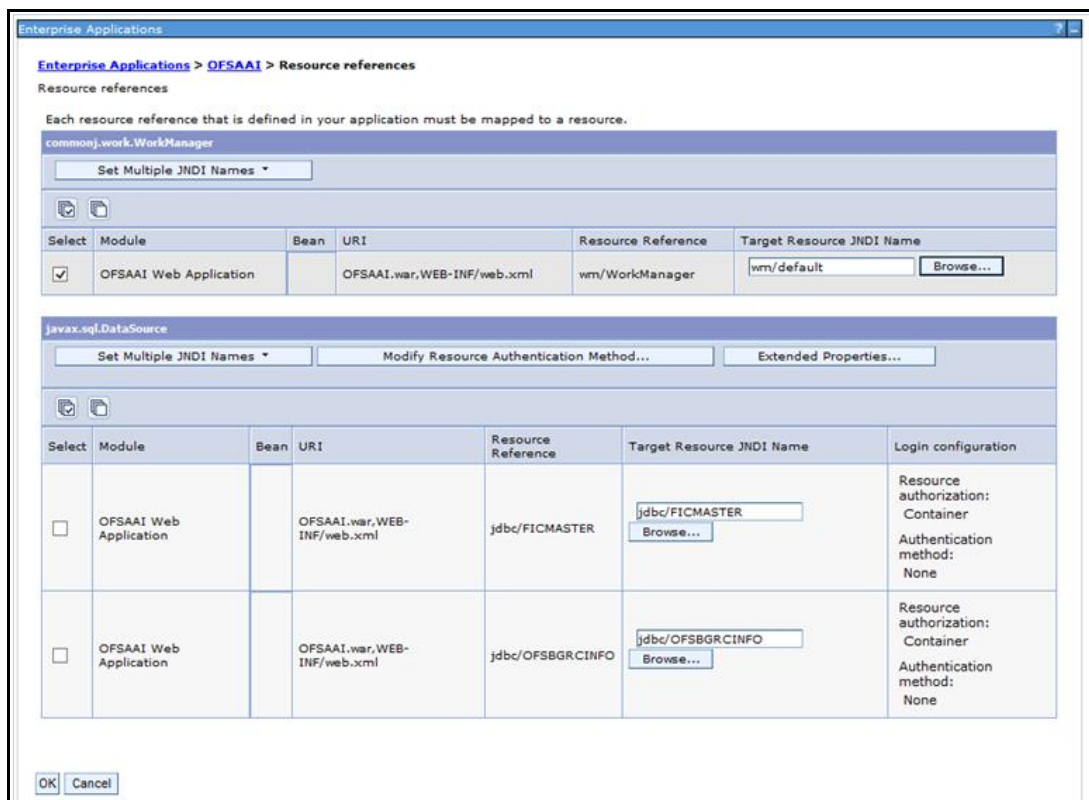 Enterprise Applications ? –
Enterprise Applications > OFSAAI > Resource references
Resource references
Each resource reference that is defined in your application must be mapped to a resource.
commonj.work.WorkManager
Set Multiple JNDI Names
Select Module Bean URI Resource Reference Target Resource JNDI Name
OFSAAI Web Application OFSAAI.war,WEB-INF/web.xml wm/WorkManager wm/default Browse...
javax.sql.DataSource
Set Multiple JNDI Names Modify Resource Authentication Method... Extended Properties...
Select Module Bean URI Resource Reference Target Resource JNDI Name Login configuration
OFSAAI Web Application OFSAAI.war,WEB-INF/web.xml jdbc/FICMASTER jdbc/FICMASTER Browse... Resource authorization: Container Authentication method: None
OFSAAI Web Application OFSAAI.war,WEB-INF/web.xml jdbc/OFSBGRCINFO jdbc/OFSBGRCINFO Browse... Resource authorization: Container Authentication method: None
OK Cancel